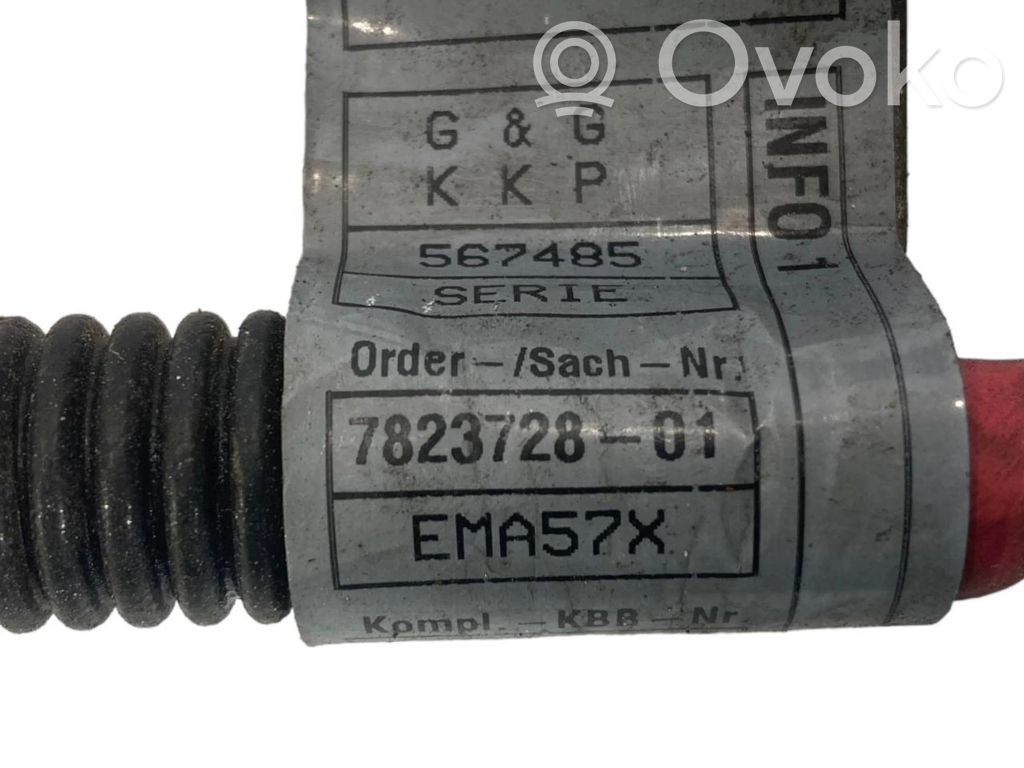 Ovoko
G & G
K K P
567485
SERIE
INFO1
Order-/Sach-Nr.
7823728-01
EMA57X
Kompl.-KBB-Nr.